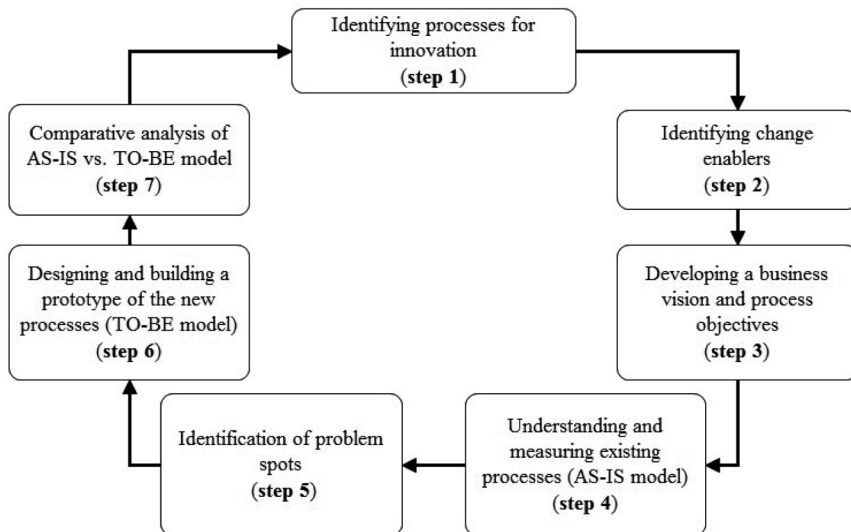 Identifying processes for
innovation
(step 1)
Identifying change
enablers
(step 2)
Developing a business
vision and process
objectives
(step 3)
Understanding and
measuring existing
processes (AS-IS model)
(step 4)
Identification of problem
spots
(step 5)
Designing and building a
prototype of the new
processes (TO-BE model)
(step 6)
Comparative analysis of
AS-IS vs. TO-BE model
(step 7)